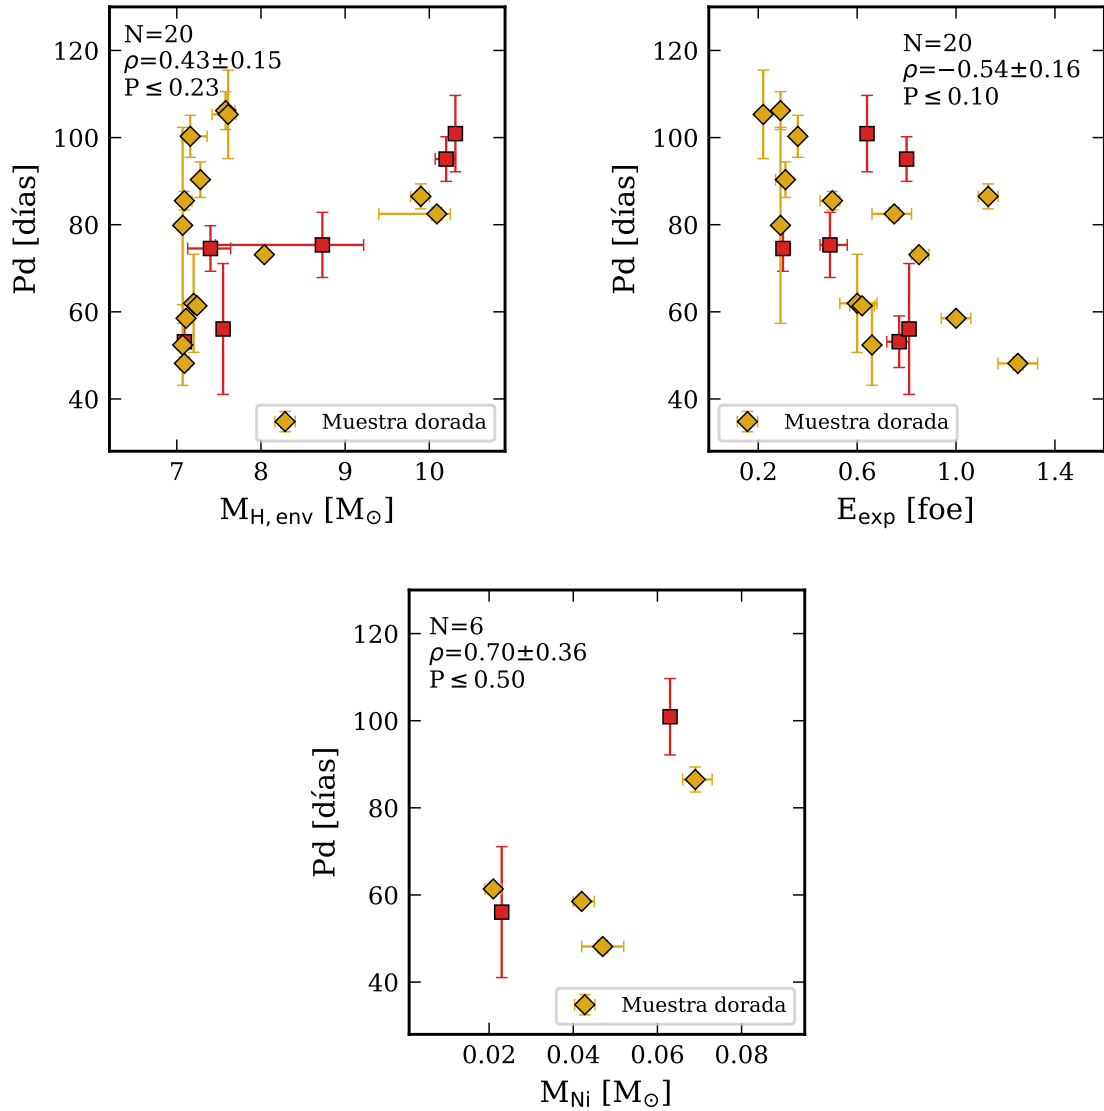 N=20
ρ=0.43±0.15
P ≤ 0.23
120
100
80
60
40
Pd [días]
Muestra dorada
7
8
9
10
M_H, env [M_⊙]
N=20
ρ=−0.54±0.16
P ≤ 0.10
120
100
80
60
40
Pd [días]
Muestra dorada
0.2
0.6
1.0
1.4
E_exp [foe]
N=6
ρ=0.70±0.36
P ≤ 0.50
120
100
80
60
40
Pd [días]
Muestra dorada
0.02
0.04
0.06
0.08
M_Ni [M_⊙]